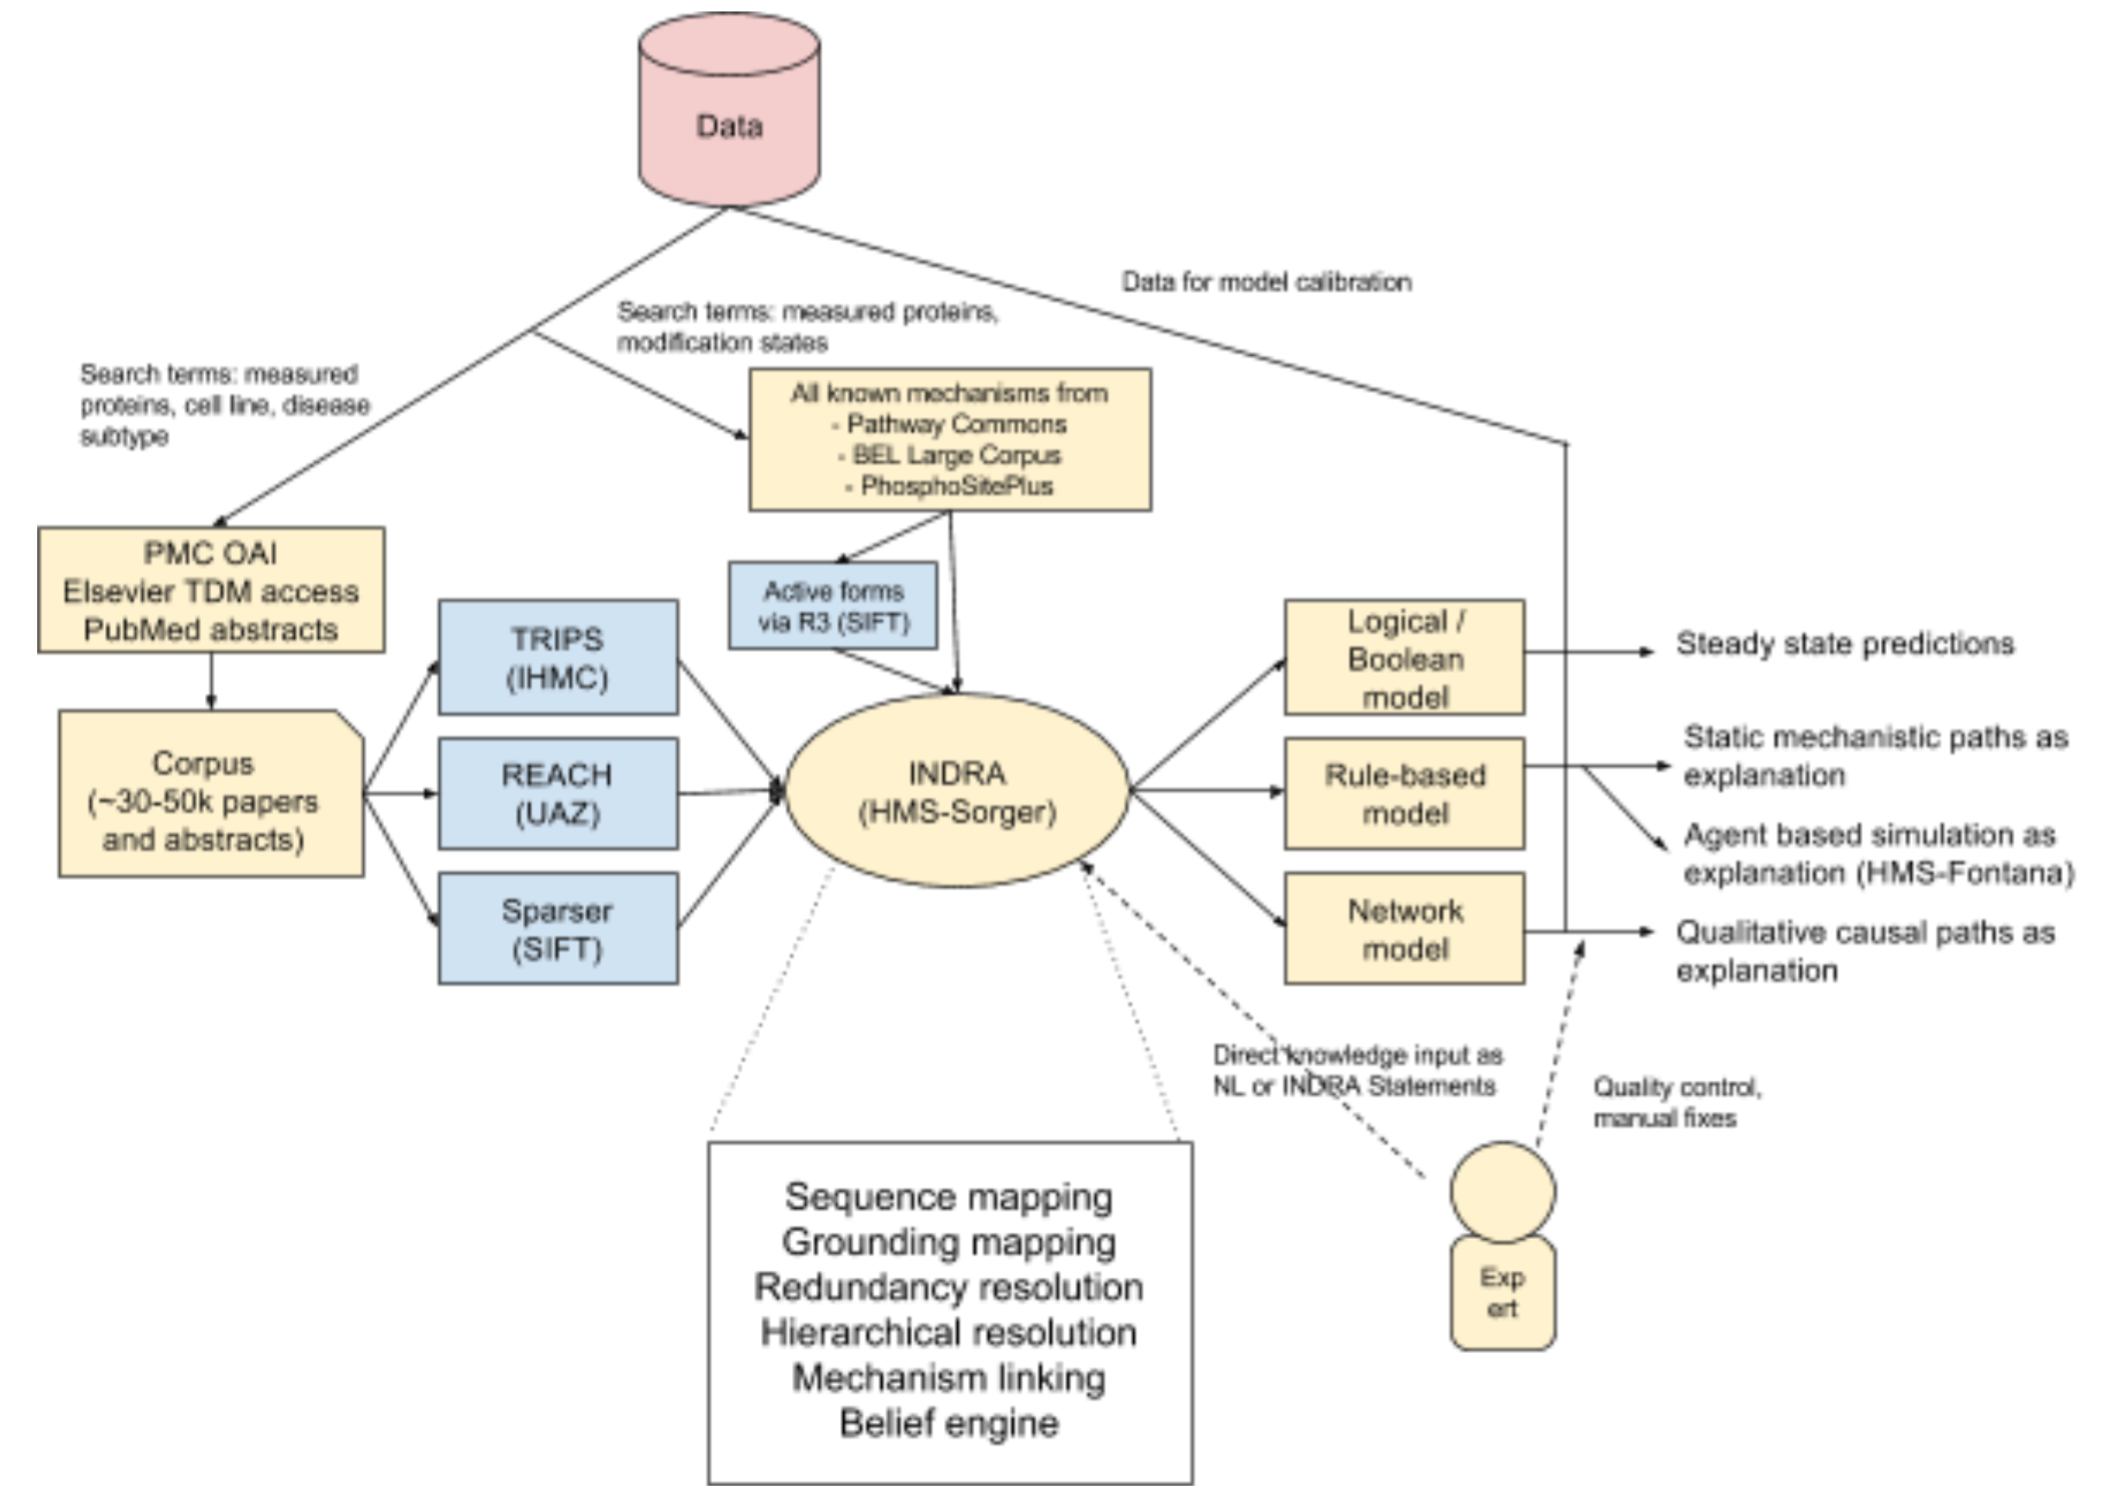 Data
Data for model calibration
Search terms: measured proteins,
modification states
Search terms: measured
proteins, cell line, disease
subtype
All known mechanisms from
- Pathway Commons
- BEL Large Corpus
- PhosphoSitePlus
PMC OAI
Elsevier TDM access
PubMed abstracts
Active forms
via R3 (SIFT)
Corpus
(~30-50k papers
and abstracts)
TRIPS
(IHMC)
REACH
(UAZ)
Sparser
(SIFT)
INDRA
(HMS-Sorger)
Logical /
Boolean
model
Rule-based
model
Network
model
Steady state predictions
Static mechanistic paths as
explanation
Agent based simulation as
explanation (HMS-Fontana)
Qualitative causal paths as
explanation
Direct knowledge input as
NL or INDRA Statements
Quality control,
manual fixes
Exp
ert
Sequence mapping
Grounding mapping
Redundancy resolution
Hierarchical resolution
Mechanism linking
Belief engine